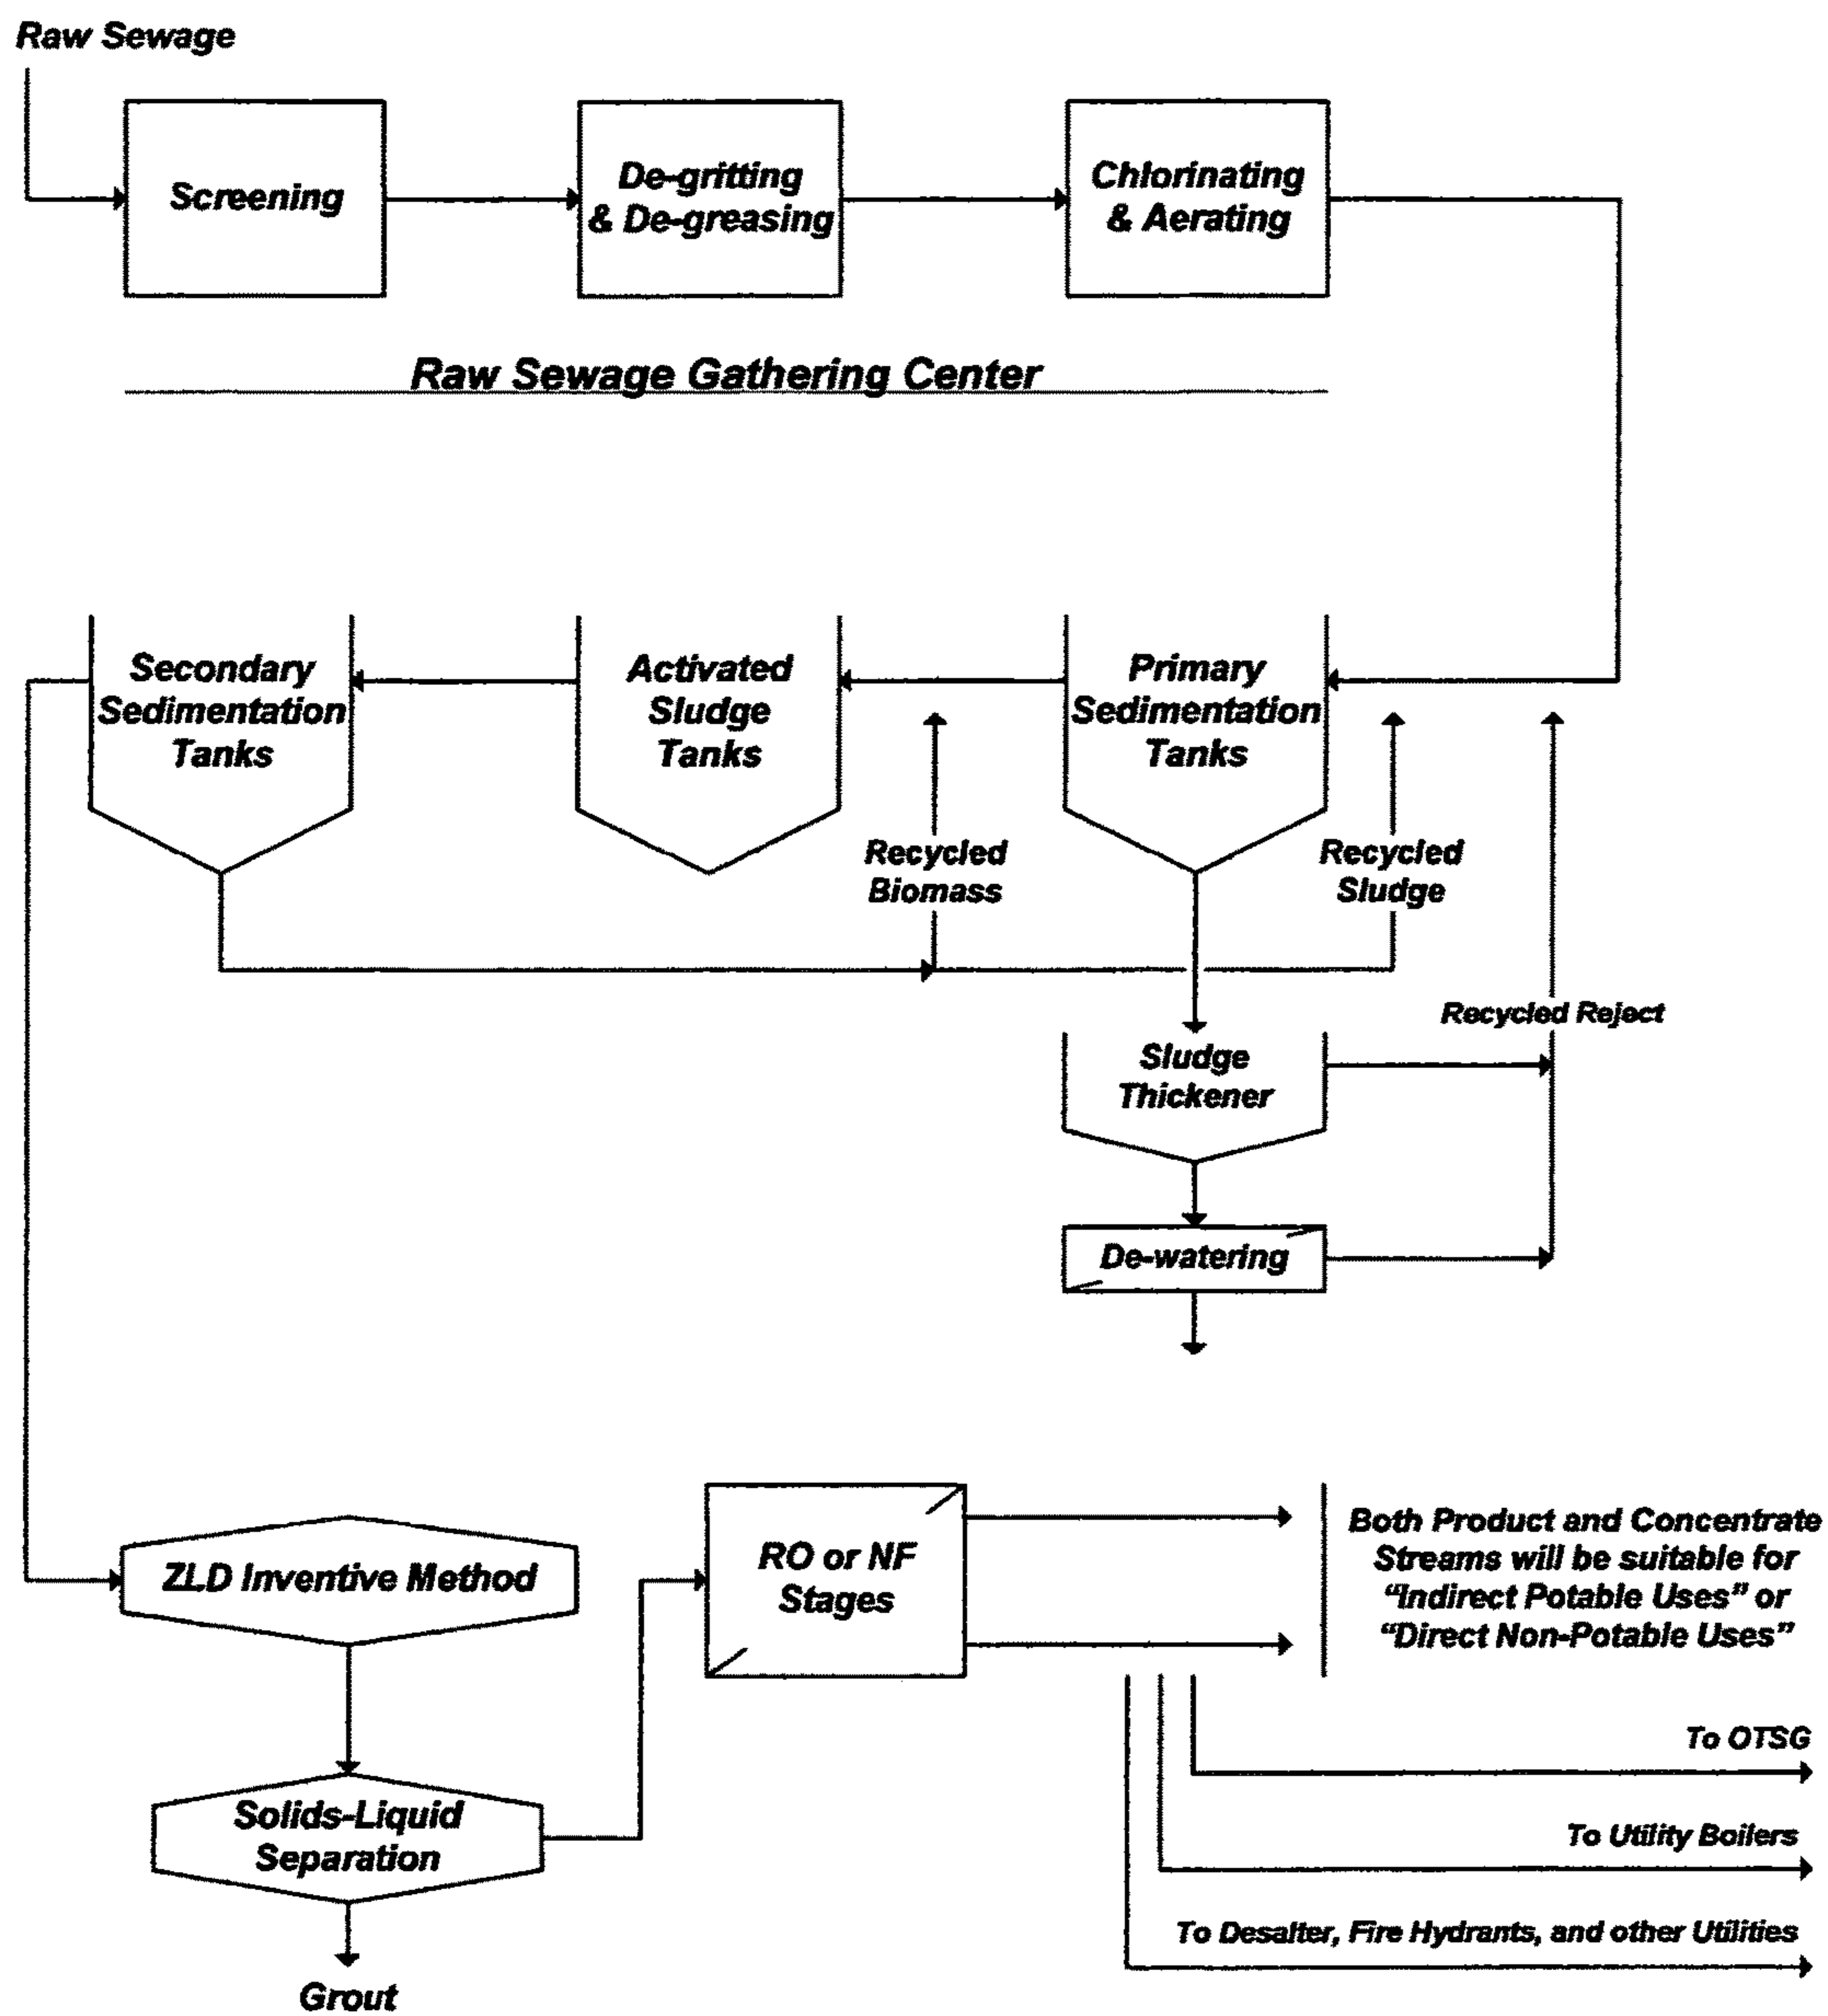 Raw Sewage
Screening
De-gritting
& De-greasing
Chlorinating
& Aerating
Raw Sewage Gathering Center
Secondary
Sedimentation
Tanks
Activated
Sludge
Tanks
Primary
Sedimentation
Tanks
Recycled
Biomass
Recycled
Sludge
Recycled Reject
Sludge
Thickener
De-watering
ZLD Inventive Method
RO or NF
Stages
Both Product and Concentrate
Streams will be suitable for
“Indirect Potable Uses” or
“Direct Non-Potable Uses”
To OTSG
Solids-Liquid
Separation
To Utility Boilers
To Desalter, Fire Hydrants, and other Utilities
Grout